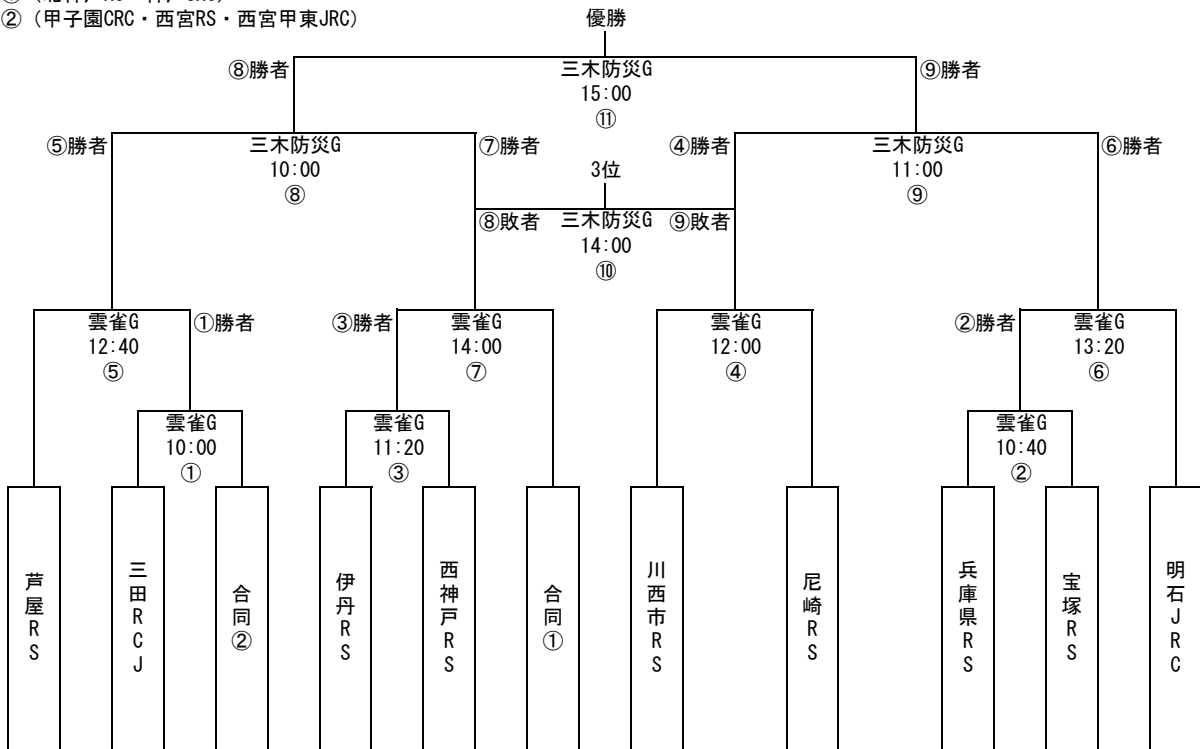 ② (甲子園CRC・西宮RS・西宮甲東JRC)
優勝
⑧勝者
三木防災G
15:00
⑪
⑨勝者
⑤勝者
三木防災G
10:00
⑧
⑦勝者
④勝者
三木防災G
11:00
⑨
⑥勝者
3位
⑧敗者
三木防災G
14:00
⑩
⑨敗者
雲雀G
12:40
⑤
①勝者
③勝者
雲雀G
14:00
⑦
雲雀G
12:00
④
②勝者
雲雀G
13:20
⑥
雲雀G
10:00
①
雲雀G
11:20
③
雲雀G
10:40
②
芦屋RS
三田RCJ
合同②
伊丹RS
西神戸RS
合同①
川西市RS
尼崎RS
兵庫県RS
宝塚RS
明石JRC